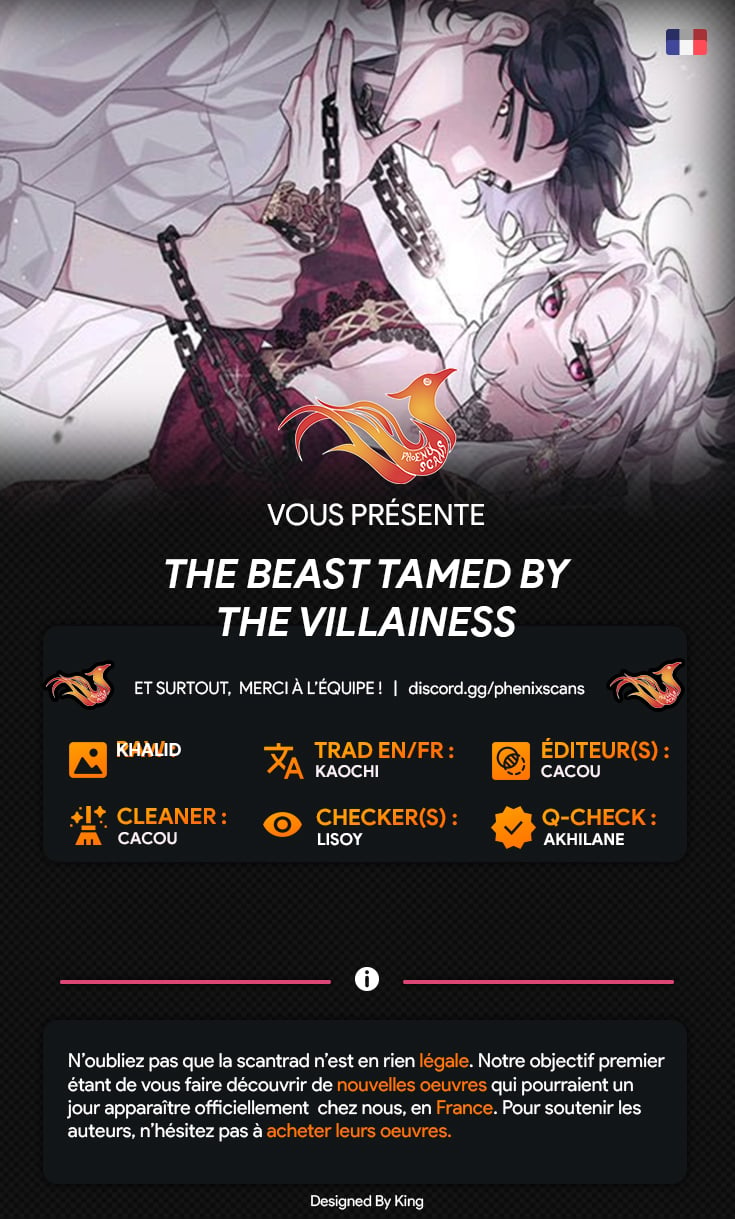 PHOENIX
SCANS
VOUS PRÉSENTE
THE BEAST TAMED BY
THE VILLAINESS
ET SURTOUT, MERCI À L'ÉQUIPE ! | discord.gg/phenixscans
KHALID
TRAD EN/FR :
KAOCHI
ÉDITEUR(S) :
CACOU
CLEANER :
CACOU
CHECKER(S) :
LISOY
Q-CHECK :
AKHILANE
N'oubliez pas que la scantrad n'est en rien légale. Notre objectif premier
étant de vous faire découvrir de nouvelles oeuvres qui pourraient un
jour apparaître officiellement chez nous, en France. Pour soutenir les
auteurs, n'hésitez pas à acheter leurs oeuvres.
Designed By King